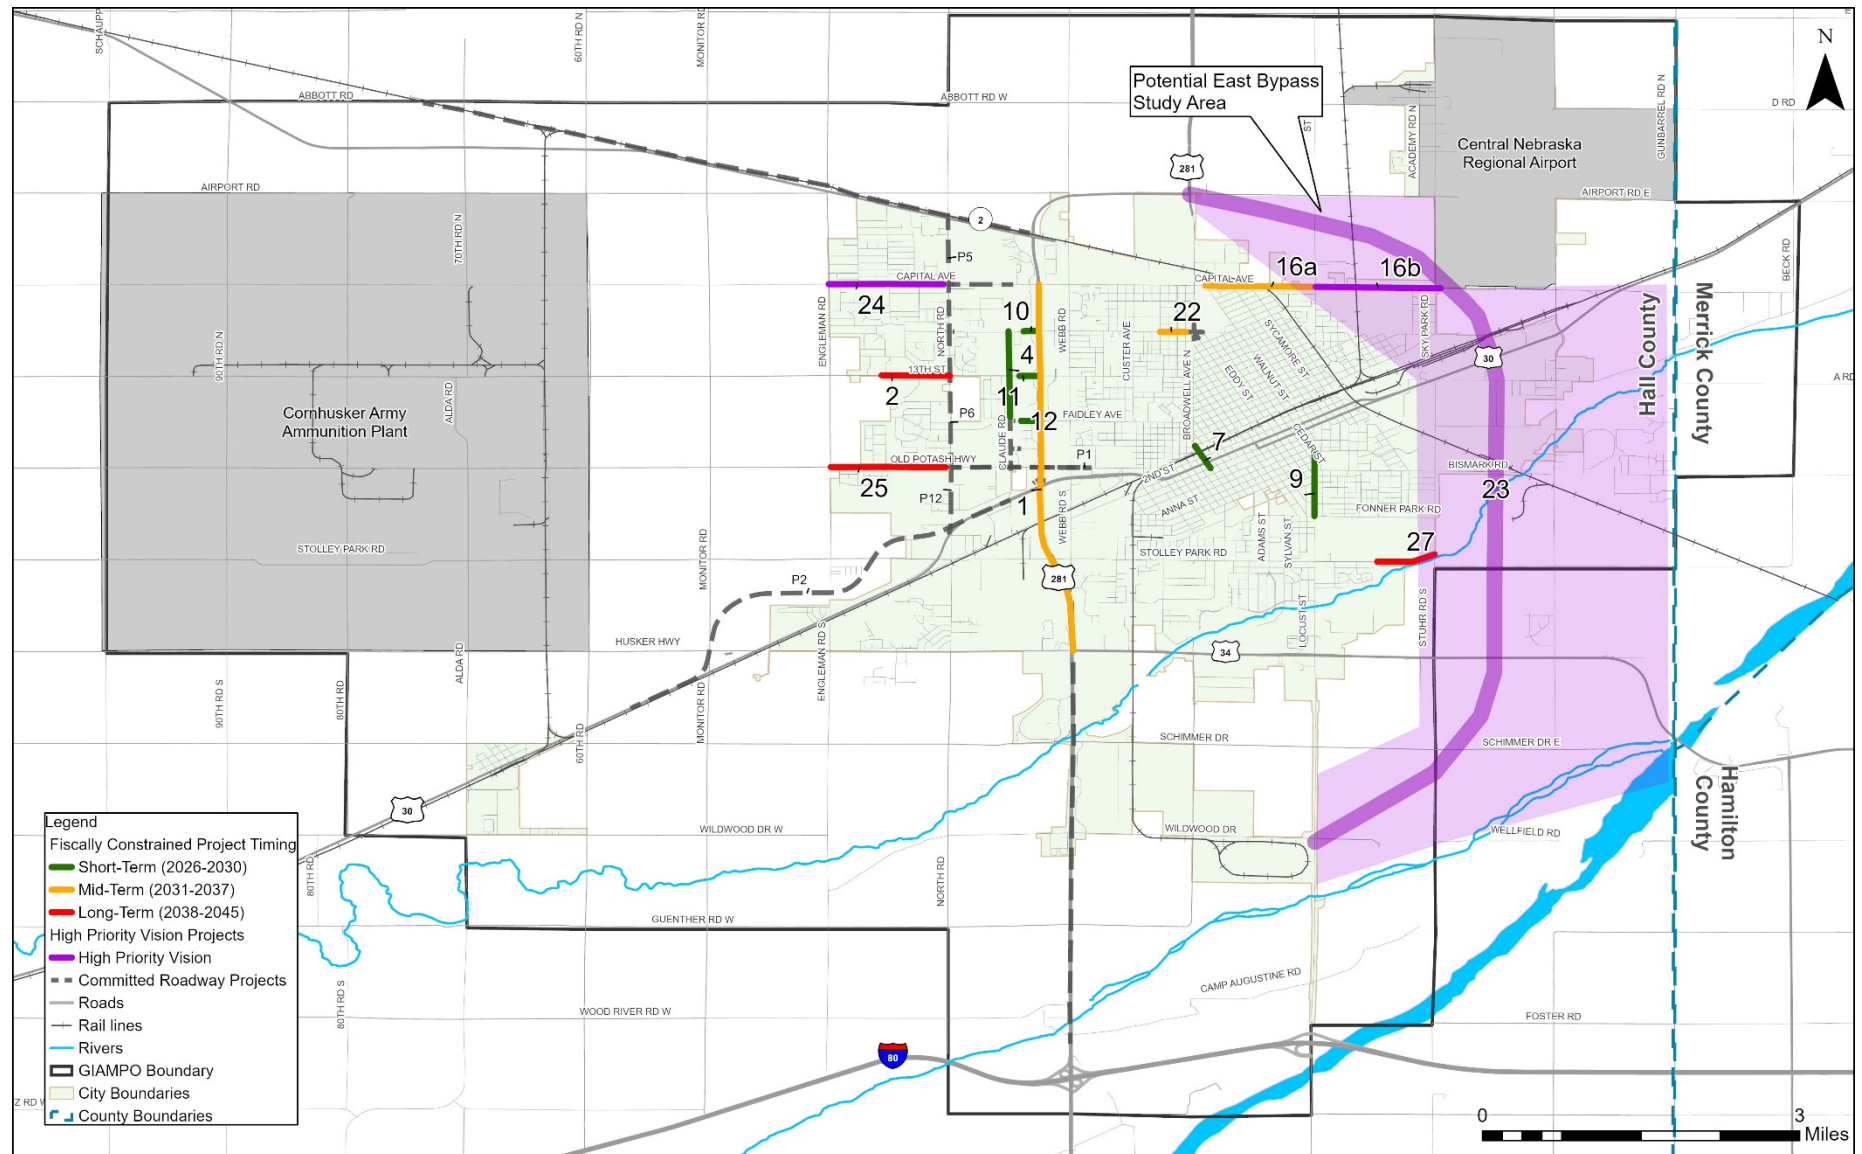 SCHAUPP
60TH RD N
MONITOR RD
N
ABBOTT RD
ABBOTT RD W
Potential East Bypass
Study Area
ST
ACADEMY RD N
GUNBARREL RD N
D RD
Central Nebraska
Regional Airport
281
AIRPORT RD
AIRPORT RD E
2
70TH RD N
P5
BECK RD
CAPITAL AVE
CAPITAL AVE
16a
16b
24
10
22
ENGLEMAN RD
NORTH RD
WEBB RD
CUSTER AVE
SYCAMORE ST
WALNUT ST
EDDY ST
SKY PARK RD
Hall County
Merrick County
90TH RD N
4
30
13TH ST
2
11
A RD
Cornhusker Army
Ammunition Plant
ALDA RD
P6
12
FAIDLEY AVE
BROADWELL AVE N
CLAUDE RD
7
CEDAR ST
OLD POTASH HWY
P1
2ND ST
BISMARK RD
25
P12
1
9
23
ANNA ST
FONNER PARK RD
WEBB RD S
ADAMS ST
SYLVAN ST
STOLLEY PARK RD
STOLLEY PARK RD
27
MONITOR RD
P2
281
LOCUST ST
STUHR RD S
HUSKER HWY
ENGLEMAN RD S
34
ALDA RD
90TH RD S
80TH RD
MONITOR RD
60TH RD
SCHIMMER DR
SCHIMMER DR E
Hamilton
County
30
WILDWOOD DR W
WILDWOOD DR
WELLFIELD RD
80TH RD
NORTH RD
GUENTHER RD W
CAMP AUGUSTINE RD
80TH RD S
WOOD RIVER RD W
FOSTER RD
80
Z RD W
Legend
Fiscally Constrained Project Timing
Short-Term (2026-2030)
Mid-Term (2031-2037)
Long-Term (2038-2045)
High Priority Vision Projects
High Priority Vision
Committed Roadway Projects
Roads
Rail lines
Rivers
GIAMPO Boundary
City Boundaries
County Boundaries
0
3
Miles